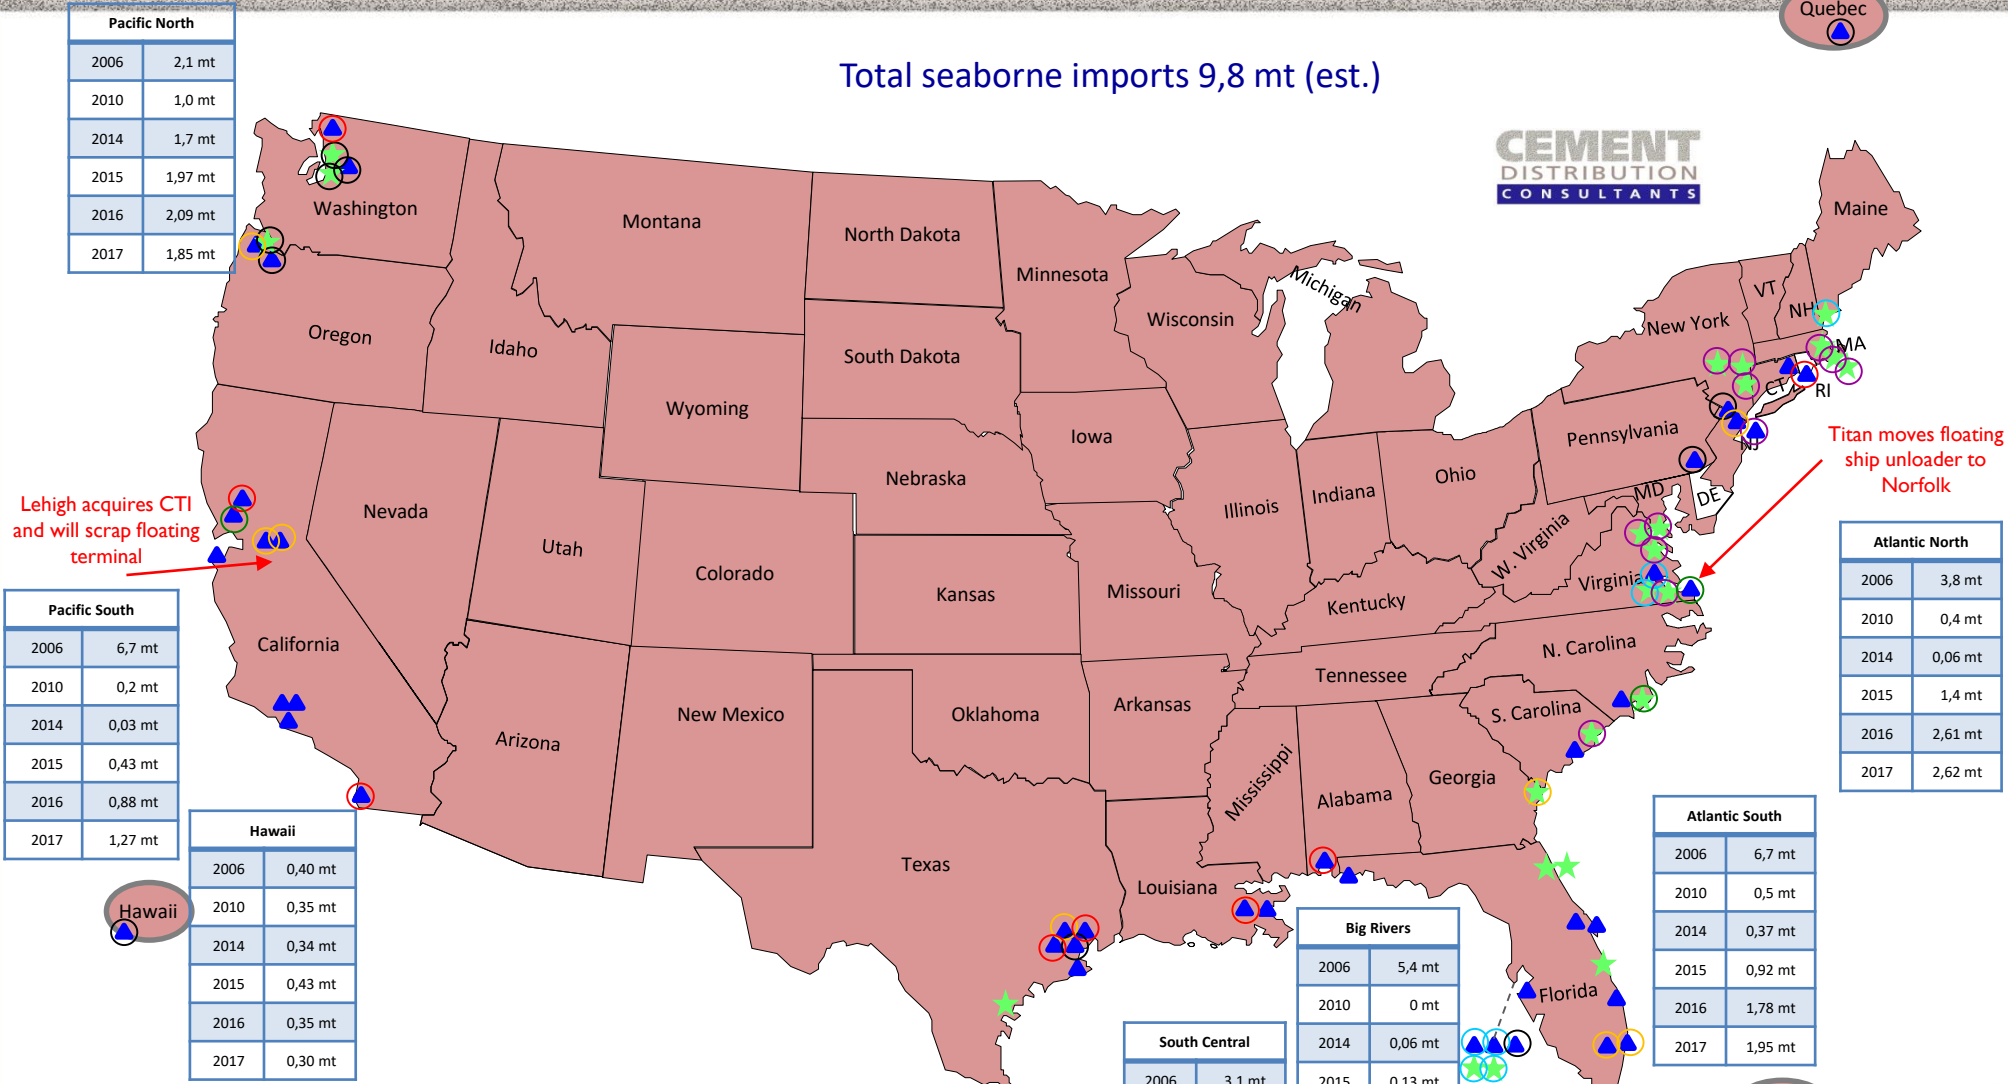 Quebec
Total seaborne imports 9,8 mt (est.)
CEMENT
DISTRIBUTION
CONSULTANTS
Pacific North
2006 2,1 mt
2010 1,0 mt
2014 1,7 mt
2015 1,97 mt
2016 2,09 mt
2017 1,85 mt
Washington
Montana
North Dakota
Minnesota
Michigan
Wisconsin
Maine
VT
NH
New York
MA
CT
RI
Oregon
Idaho
Wyoming
South Dakota
Iowa
Nebraska
Pennsylvania
NJ
Ohio
Indiana
Illinois
MD
DE
W. Virginia
Virginia
Titan moves floating
ship unloader to
Norfolk
Lehigh acquires CTI
and will scrap floating
terminal
Nevada
Utah
Colorado
Kansas
Missouri
Kentucky
California
Arizona
New Mexico
Oklahoma
Arkansas
Tennessee
N. Carolina
S. Carolina
Mississippi
Alabama
Georgia
Texas
Louisiana
Florida
Hawaii
Atlantic North
2006 3,8 mt
2010 0,4 mt
2014 0,06 mt
2015 1,4 mt
2016 2,61 mt
2017 2,62 mt
Pacific South
2006 6,7 mt
2010 0,2 mt
2014 0,03 mt
2015 0,43 mt
2016 0,88 mt
2017 1,27 mt
Hawaii
2006 0,40 mt
2010 0,35 mt
2014 0,34 mt
2015 0,43 mt
2016 0,35 mt
2017 0,30 mt
Atlantic South
2006 6,7 mt
2010 0,5 mt
2014 0,37 mt
2015 0,92 mt
2016 1,78 mt
2017 1,95 mt
Big Rivers
2006 5,4 mt
2010 0 mt
2014 0,06 mt
2015 0,13 mt
South Central
2006 3,1 mt